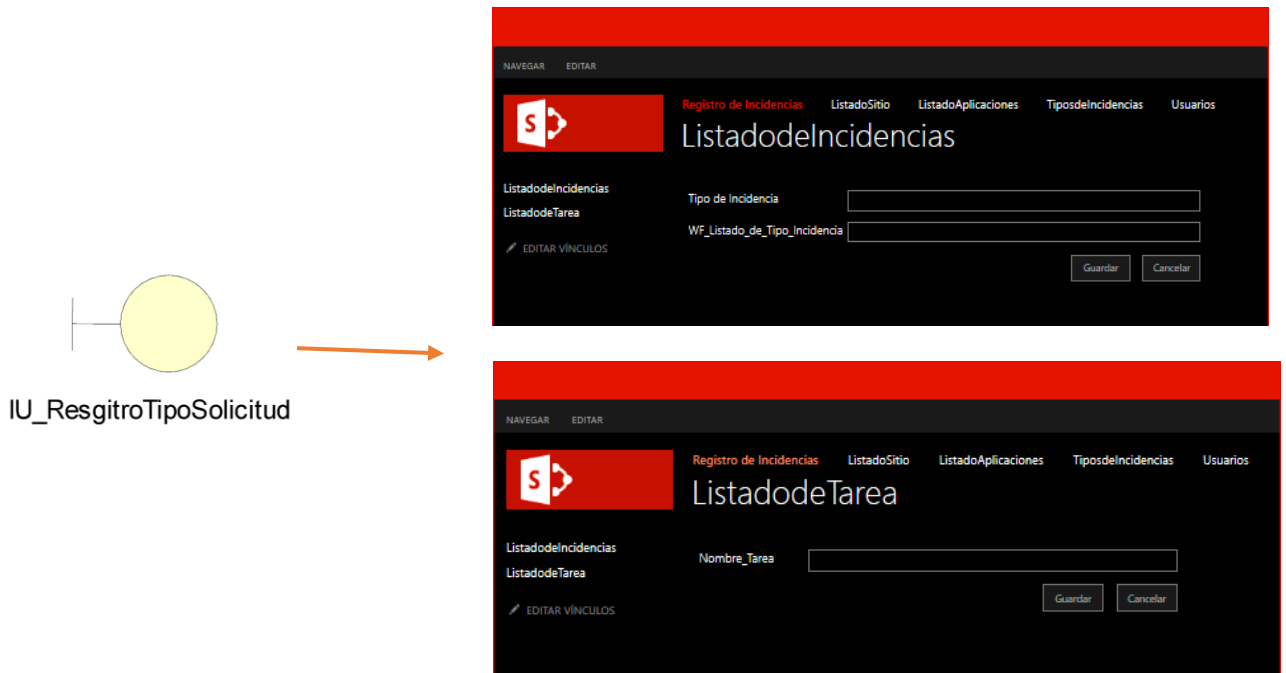 NAVEGAR EDITAR
S
Registro de Incidencias ListadoSitio ListadoAplicaciones TiposdeIncidencias Usuarios
ListadodeIncidencias
ListadodeIncidencias
ListadodeTarea
EDITAR VÍNCULOS
Tipo de Incidencia
WF_Listado_de_Tipo_Incidencia
Guardar Cancelar
IU_ResgitroTipoSolicitud
NAVEGAR EDITAR
S
Registro de Incidencias ListadoSitio ListadoAplicaciones TiposdeIncidencias Usuarios
ListadodeTarea
ListadodeIncidencias
ListadodeTarea
EDITAR VÍNCULOS
Nombre_Tarea
Guardar Cancelar